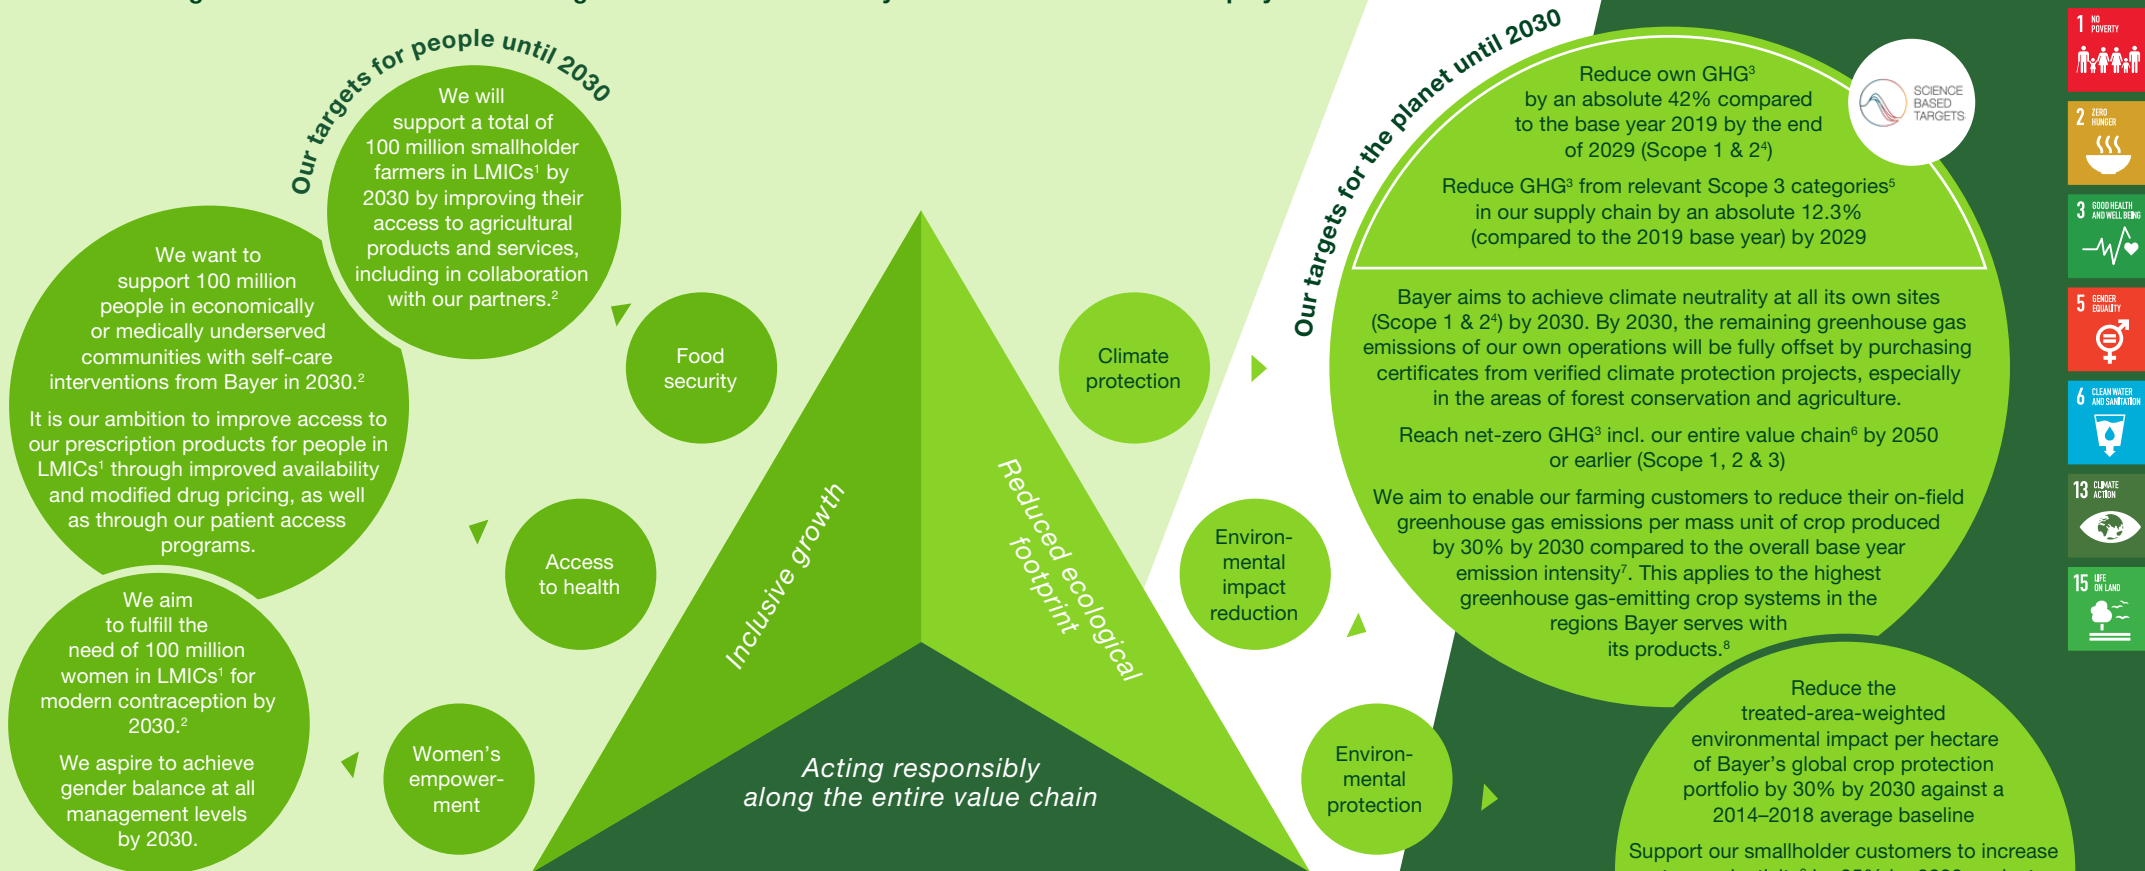 Our targets for people until 2030
We will
support a total of
100 million smallholder
farmers in LMICs¹ by
2030 by improving their
access to agricultural
products and services,
including in collaboration
with our partners.²
We want to
support 100 million
people in economically
or medically underserved
communities with self-care
interventions from Bayer in 2030.²
It is our ambition to improve access to
our prescription products for people in
LMICs¹ through improved availability
and modified drug pricing, as well
as through our patient access
programs.
We aim
to fulfill the
need of 100 million
women in LMICs¹ for
modern contraception by
2030.²
We aspire to achieve
gender balance at all
management levels
by 2030.
Food
security
Access
to health
Women's
empower-
ment
Inclusive growth
Reduced ecological
footprint
Acting responsibly
along the entire value chain
Climate
protection
Environ-
mental
impact
reduction
Environ-
mental
protection
Our targets for the planet until 2030
Reduce own GHG³
by an absolute 42% compared
to the base year 2019 by the end
of 2029 (Scope 1 & 2⁴)
Reduce GHG³ from relevant Scope 3 categories⁵
in our supply chain by an absolute 12.3%
(compared to the 2019 base year) by 2029
SCIENCE
BASED
TARGETS
Bayer aims to achieve climate neutrality at all its own sites
(Scope 1 & 2⁴) by 2030. By 2030, the remaining greenhouse gas
emissions of our own operations will be fully offset by purchasing
certificates from verified climate protection projects, especially
in the areas of forest conservation and agriculture.
Reach net-zero GHG³ incl. our entire value chain⁶ by 2050
or earlier (Scope 1, 2 & 3)
We aim to enable our farming customers to reduce their on-field
greenhouse gas emissions per mass unit of crop produced
by 30% by 2030 compared to the overall base year
emission intensity⁷. This applies to the highest
greenhouse gas-emitting crop systems in the
regions Bayer serves with
its products.⁸
Reduce the
treated-area-weighted
environmental impact per hectare
of Bayer's global crop protection
portfolio by 30% by 2030 against a
2014–2018 average baseline
Support our smallholder customers to increase
1 NO
POVERTY
2 ZERO
HUNGER
3 GOOD HEALTH
AND WELL BEING
5 GENDER
EQUALITY
6 CLEAN WATER
AND SANITATION
13 CLIMATE
ACTION
15 LIFE
ON LAND